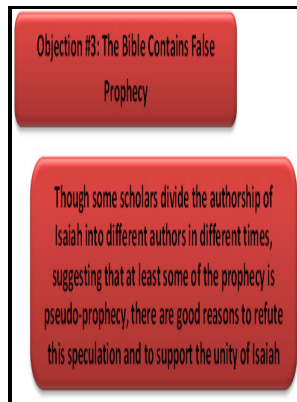 Objection #3: The Bible Contains False
Prophecy
Though some scholars divide the authorship of
Isaiah into different authors in different times,
suggesting that at least some of the prophecy is
pseudo-prophecy, there are good reasons to refute
this speculation and to support the unity of Isaiah